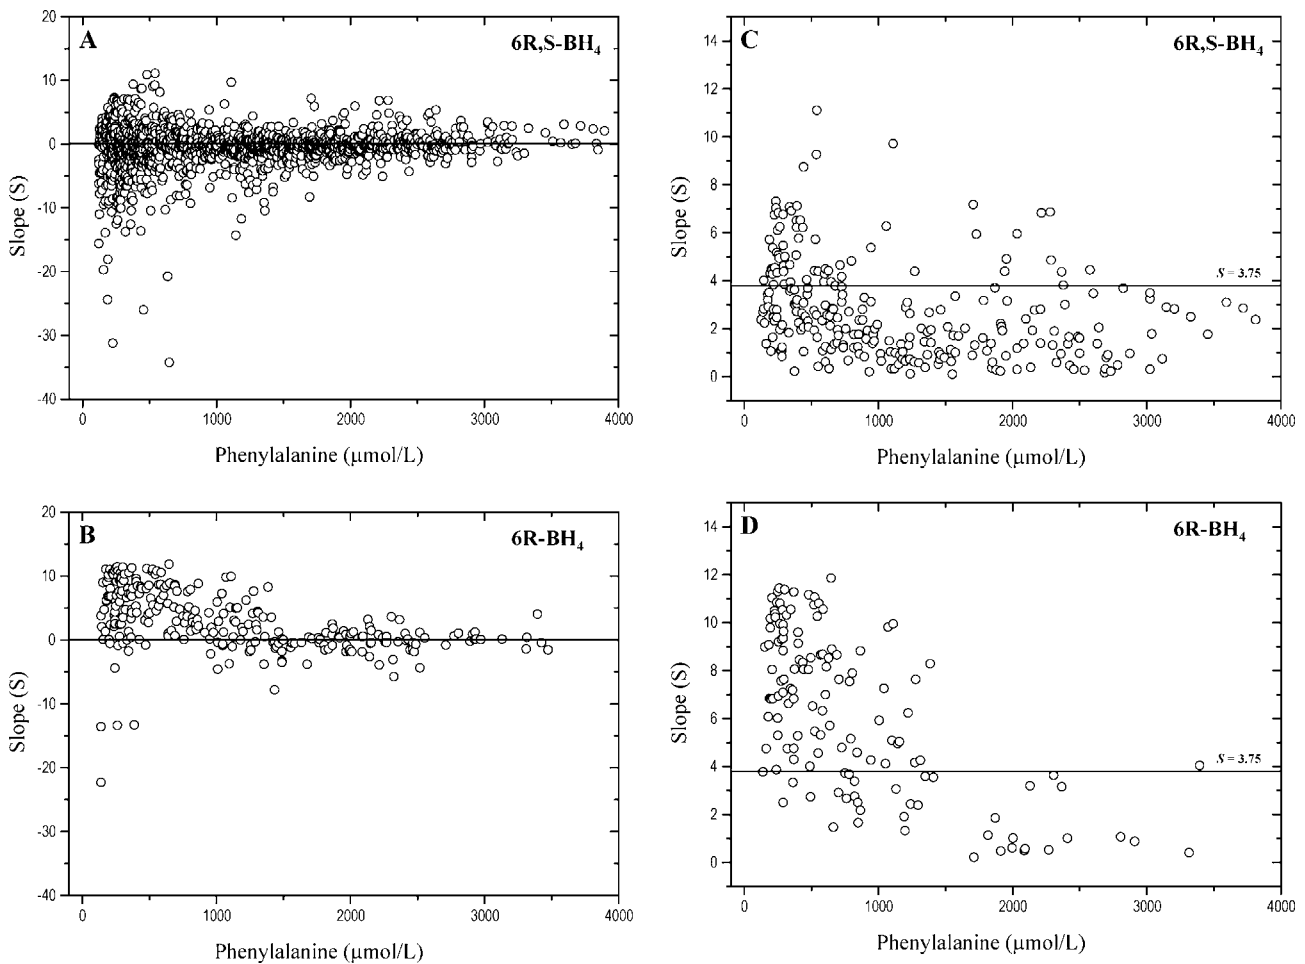 A
6R,S-BH4
20
10
0
-10
-20
-30
-40
Slope (S)
0 1000 2000 3000 4000
Phenylalanine (μmol/L)
C
6R,S-BH4
14
12
10
8
6
4
2
0
Slope (S)
S = 3.75
0 1000 2000 3000 4000
Phenylalanine (μmol/L)
B
6R-BH4
20
10
0
-10
-20
-30
-40
Slope (S)
0 1000 2000 3000 4000
Phenylalanine (μmol/L)
D
6R-BH4
14
12
10
8
6
4
2
0
Slope (S)
S = 3.75
0 1000 2000 3000 4000
Phenylalanine (μmol/L)